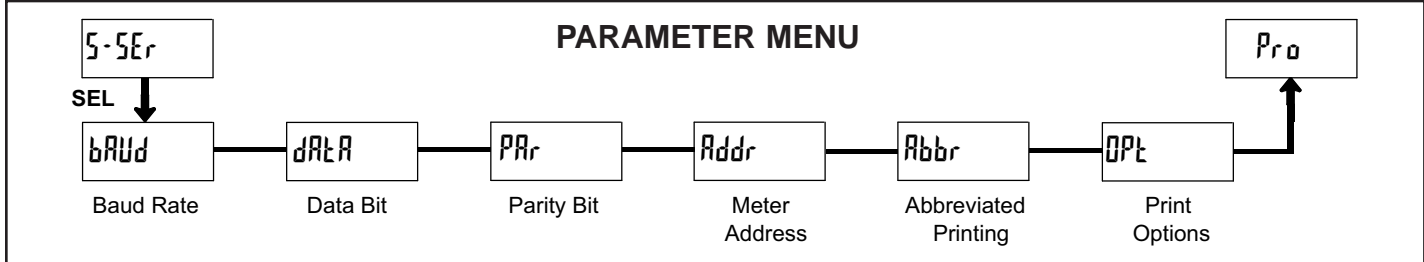 PARAMETER MENU
5-SEr
Pro
SEL
bAUd
dAtA
PAr
Addr
Abbr
OPt
Baud Rate
Data Bit
Parity Bit
Meter
Address
Abbreviated
Printing
Print
Options